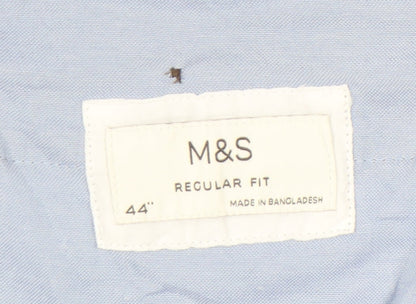 M&S
REGULAR FIT
44"
MADE IN BANGLADESH